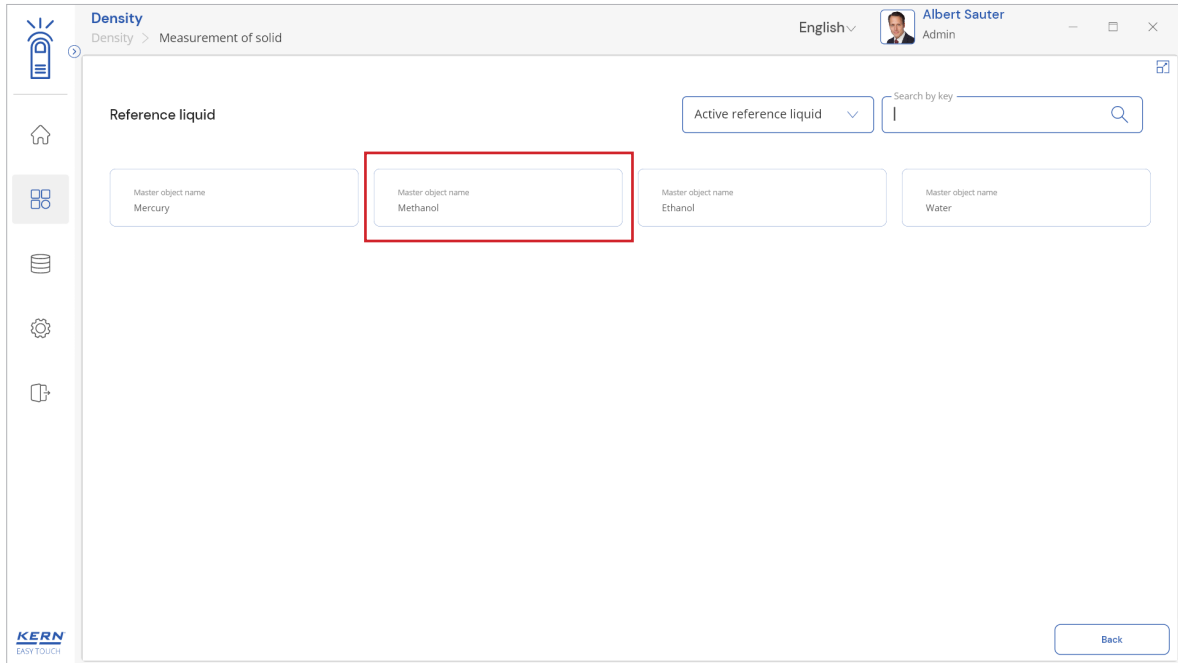 Density
Density > Measurement of solid
English
Albert Sauter
Admin
Reference liquid
Active reference liquid
Search by key
Master object name
Mercury
Master object name
Methanol
Master object name
Ethanol
Master object name
Water
KERN
EASY TOUCH
Back